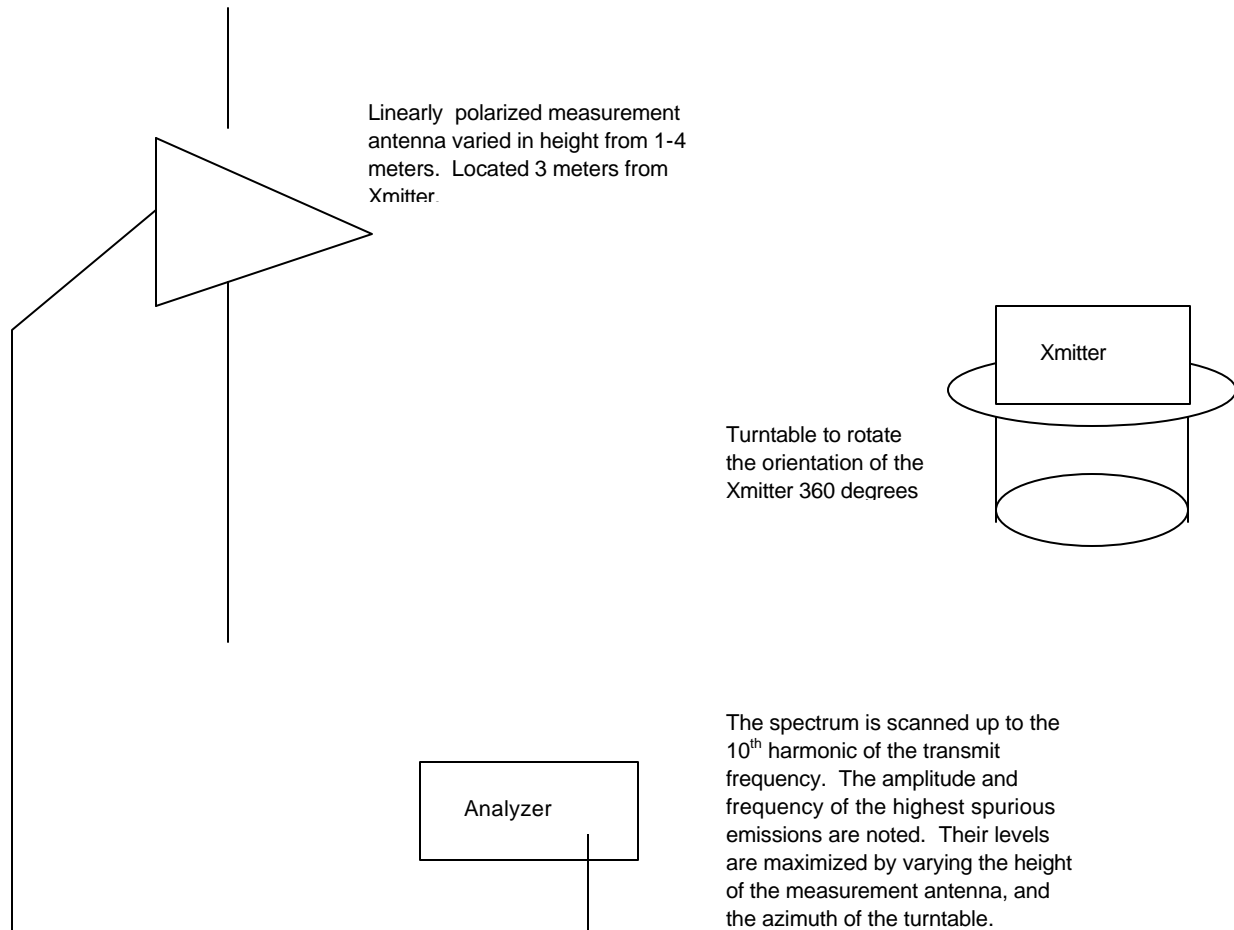 Linearly polarized measurement
antenna varied in height from 1-4
meters. Located 3 meters from
Xmitter.
Xmitter
Turntable to rotate
the orientation of the
Xmitter 360 degrees
The spectrum is scanned up to the
10th harmonic of the transmit
frequency. The amplitude and
frequency of the highest spurious
emissions are noted. Their levels
are maximized by varying the height
of the measurement antenna, and
the azimuth of the turntable.
Analyzer